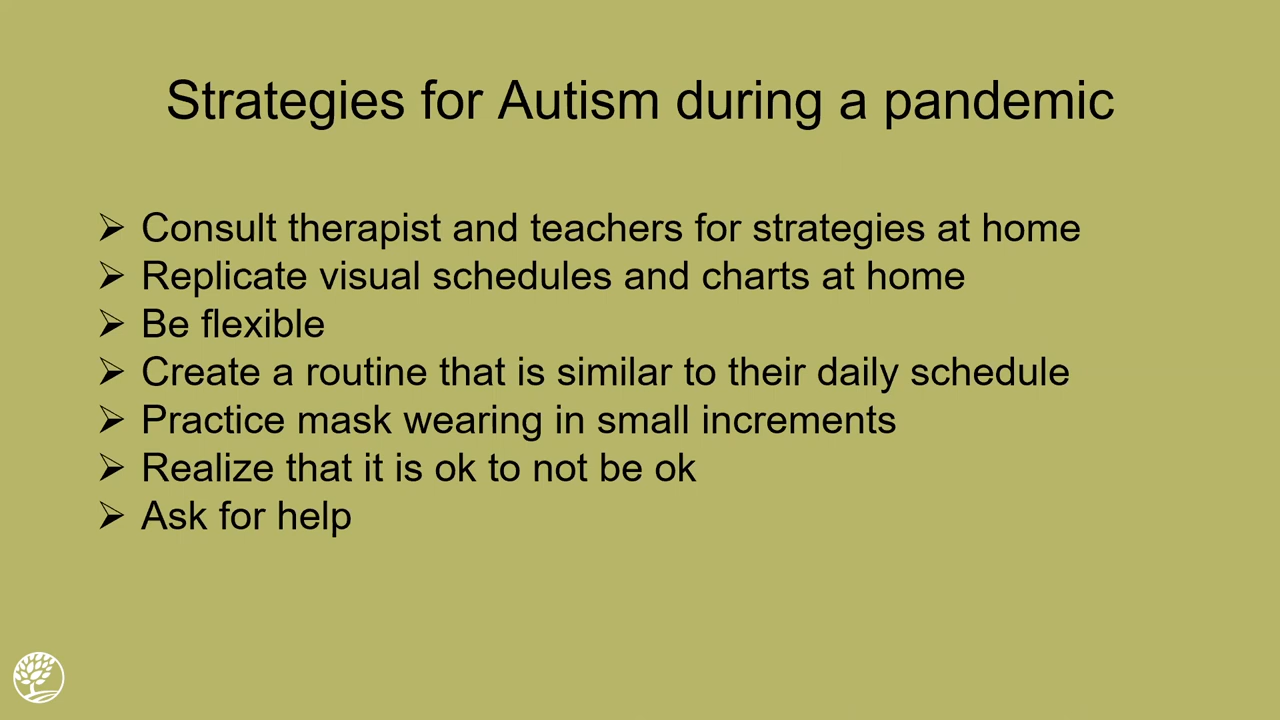 Strategies for Autism during a pandemic
➢ Consult therapist and teachers for strategies at home
➢ Replicate visual schedules and charts at home
➢ Be flexible
➢ Create a routine that is similar to their daily schedule
➢ Practice mask wearing in small increments
➢ Realize that it is ok to not be ok
➢ Ask for help